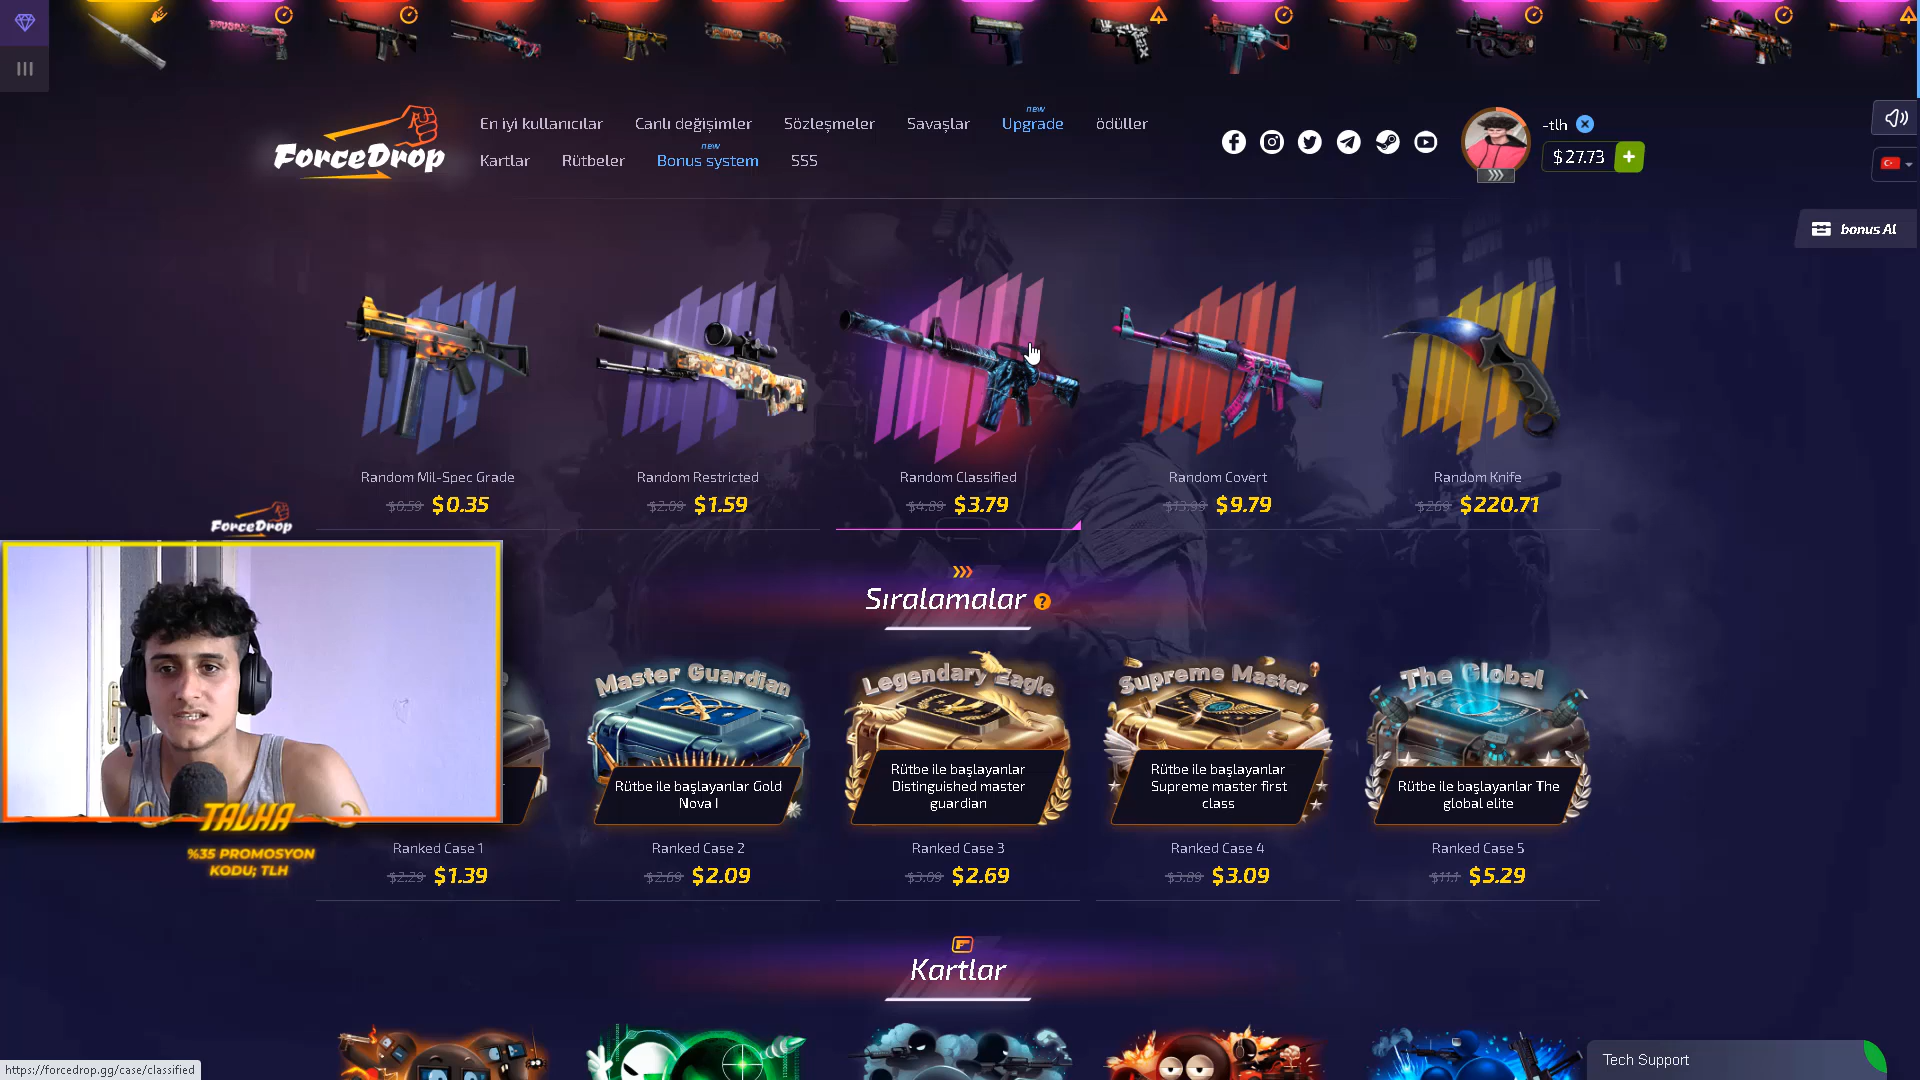 ForceDrop
En iyi kullanıcılar
Canlı değişimler
Sözleşmeler
Savaşlar
new
Upgrade
ödüller
Kartlar
Rütbeler
new
Bonus system
SSS
-tlh
$27.73
+
bonus Al
Random Mil-Spec Grade
$0.59 $0.35
Random Restricted
$2.09 $1.59
Random Classified
$4.89 $3.79
Random Covert
$13.99 $9.79
Random Knife
$269 $220.71
ForceDrop
Sıralamalar ?
Master Guardian
Legendary Eagle
Supreme Master
The Global
Rütbe ile başlayanlar Gold
Nova I
Rütbe ile başlayanlar
Distinguished master
guardian
Rütbe ile başlayanlar
Supreme master first
class
Rütbe ile başlayanlar The
global elite
TALHA
%35 PROMOSYON
KODU; TLH
Ranked Case 1
$2.29 $1.39
Ranked Case 2
$2.69 $2.09
Ranked Case 3
$3.09 $2.69
Ranked Case 4
$3.89 $3.09
Ranked Case 5
$11.1 $5.29
Kartlar
https://forcedrop.gg/case/classified
Tech Support